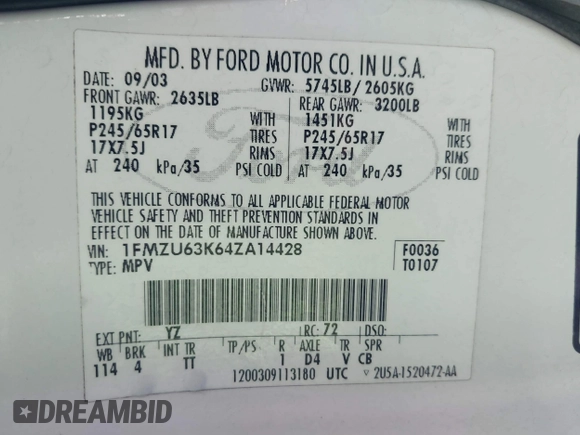 MFD. BY FORD MOTOR CO. IN U.S.A.
DATE: 09/03 GVWR: 5745LB/ 2605KG
FRONT GAWR: 2635LB REAR GAWR: 3200LB
1195KG WITH 1451KG WITH
P245/65R17 TIRES P245/65R17 TIRES
17X7.5J RIMS 17X7.5J RIMS
AT 240 kPa/35 PSI COLD AT 240 kPa/35 PSI COLD
THIS VEHICLE CONFORMS TO ALL APPLICABLE FEDERAL MOTOR
VEHICLE SAFETY AND THEFT PREVENTION STANDARDS IN
EFFECT ON THE DATE OF MANUFACTURE SHOWN ABOVE.
VIN: 1FMZU63K64ZA14428 F0036
TYPE: MPV T0107
Ford
EXT PNT: YZ RC: 72 DSO:
WB BRK INT TR TP/PS R AXLE TR SPR
114 4 TT 1 D4 V CB
1200309113180 UTC 2U5A-1520472-AA
DREAMBID